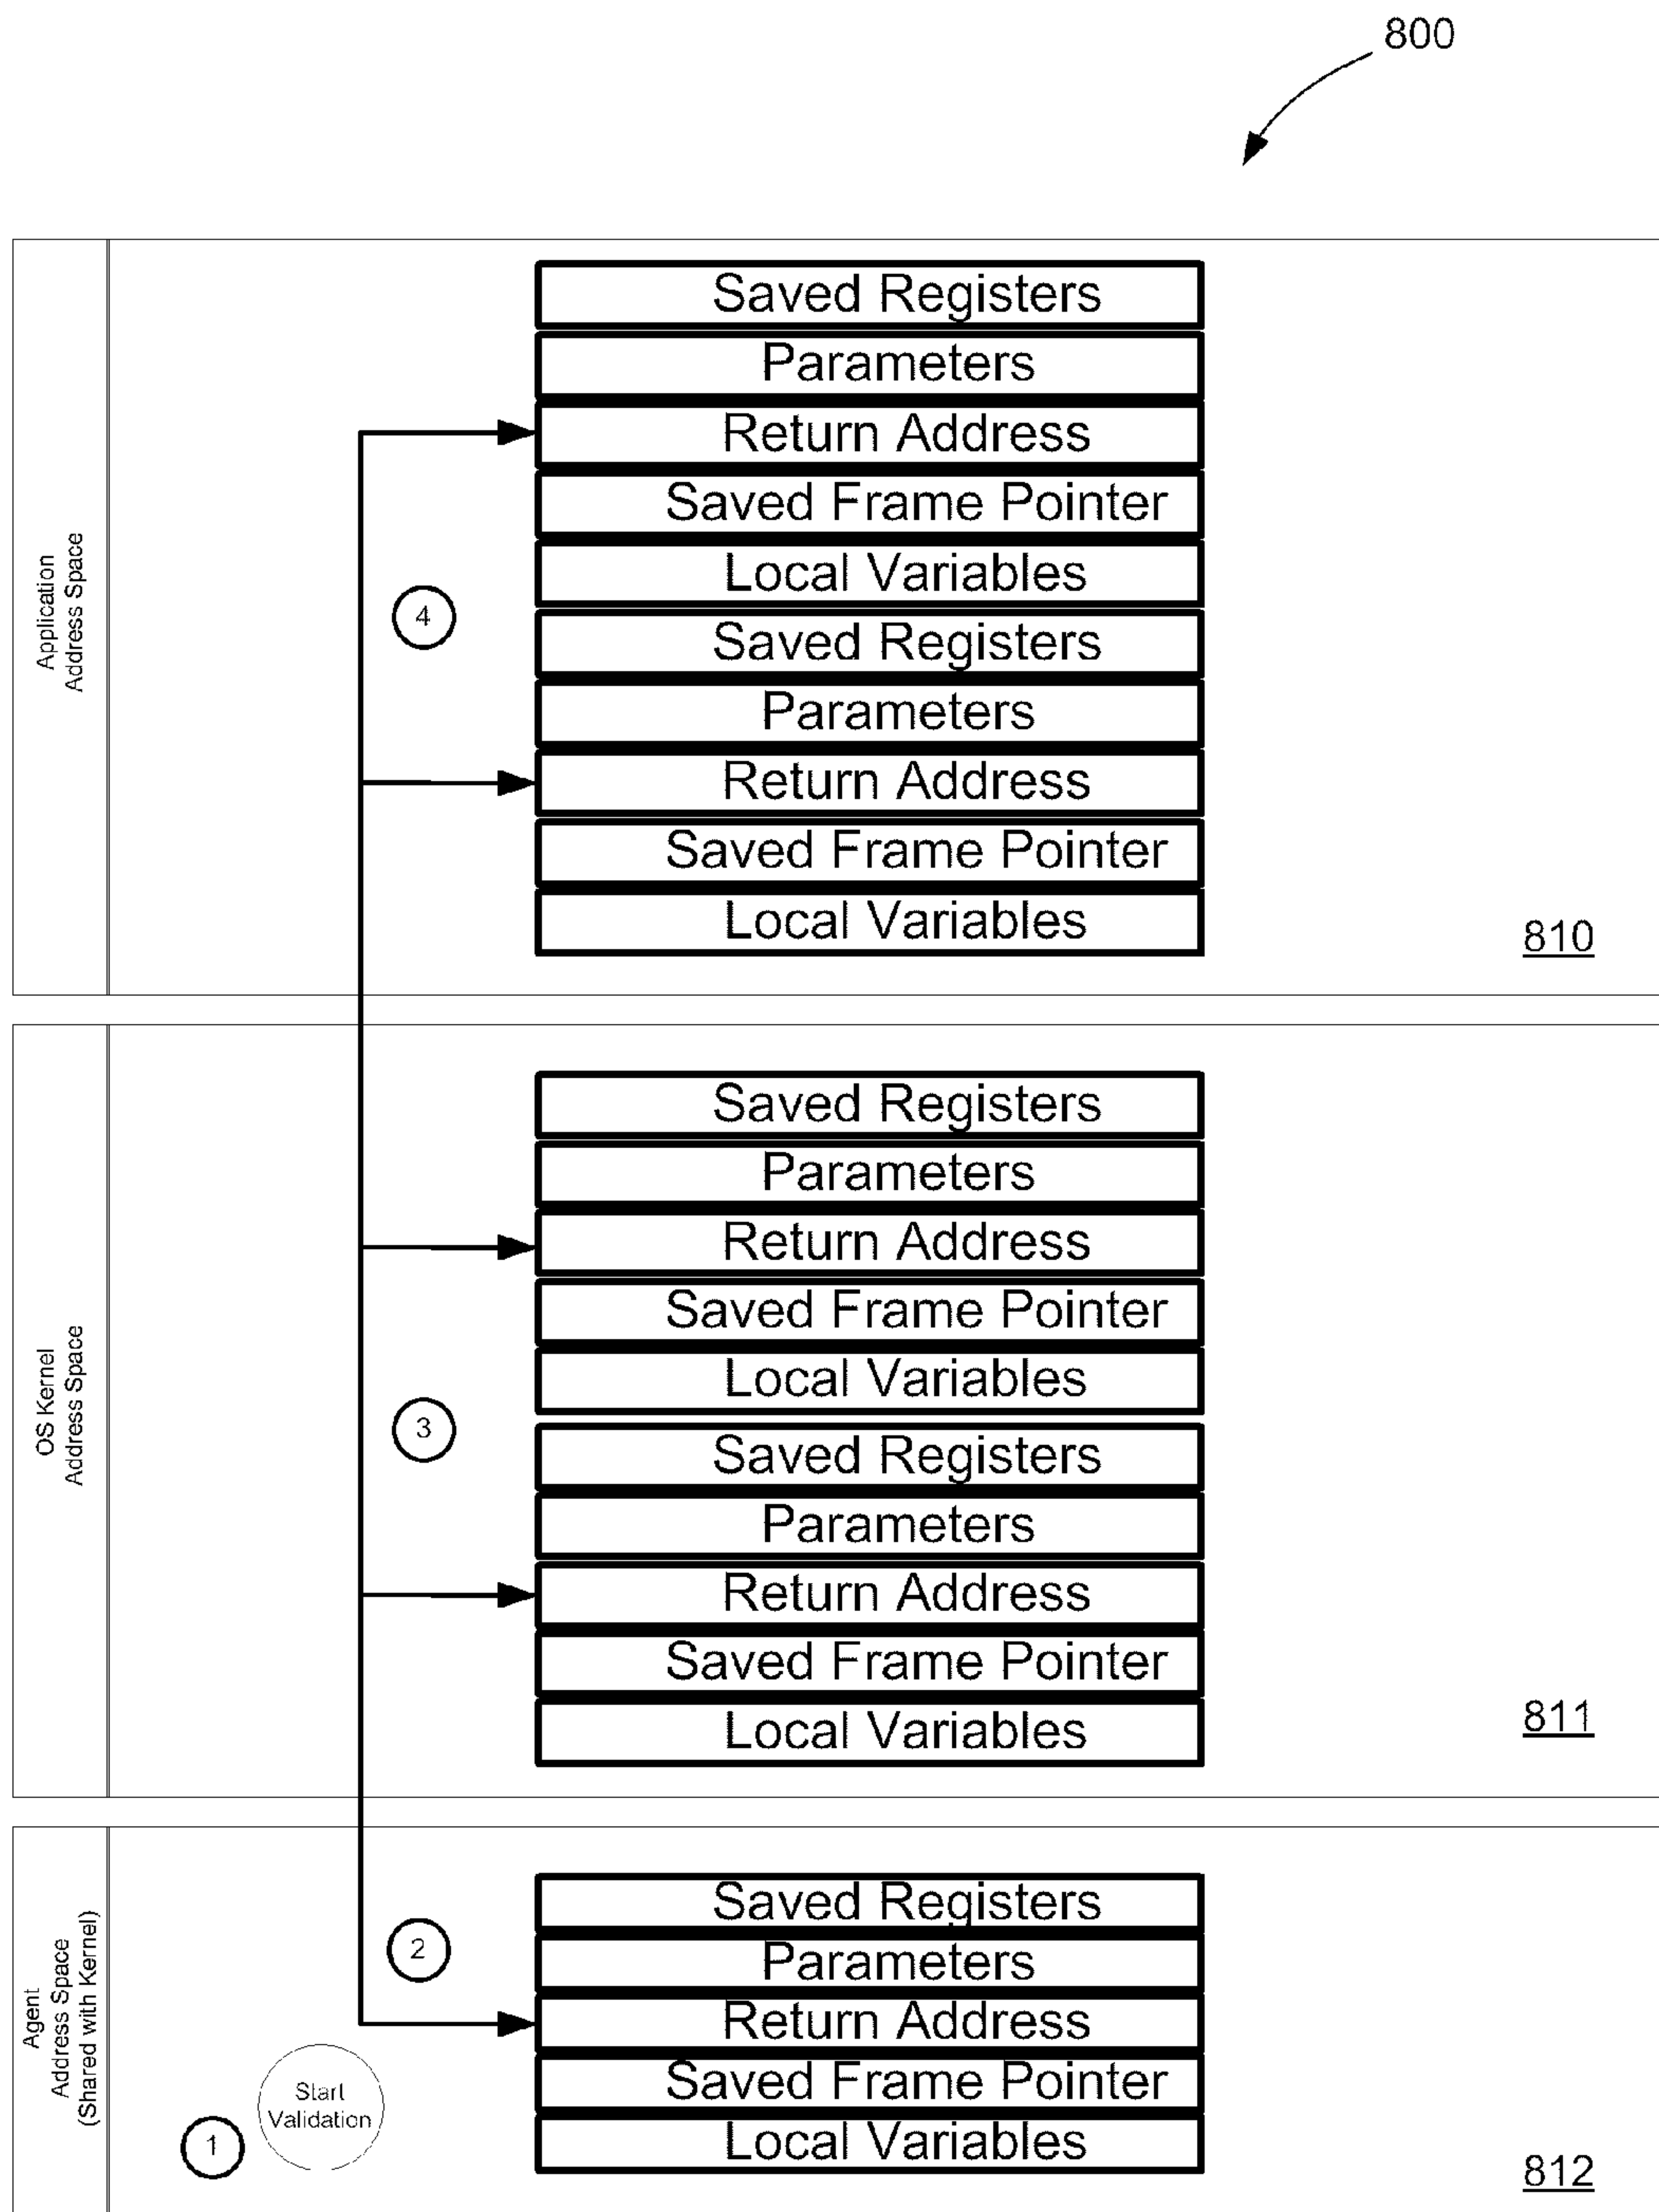 800
Application
Address Space
Saved Registers
Parameters
Return Address
Saved Frame Pointer
Local Variables
4
Saved Registers
Parameters
Return Address
Saved Frame Pointer
Local Variables
810
OS Kernel
Address Space
Saved Registers
Parameters
Return Address
Saved Frame Pointer
Local Variables
3
Saved Registers
Parameters
Return Address
Saved Frame Pointer
Local Variables
811
Agent
Address Space
(Shared with Kernel)
Saved Registers
2
Parameters
Return Address
Saved Frame Pointer
Start
Validation
1
Local Variables
812